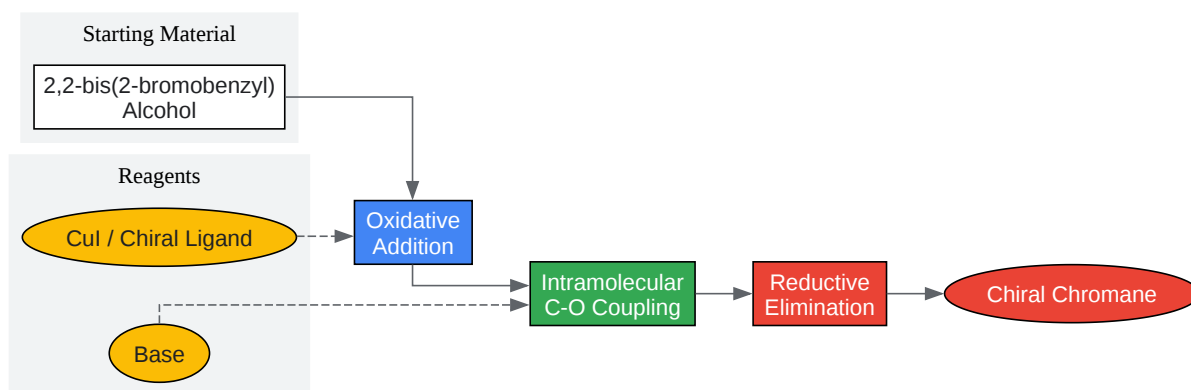 Starting Material
2,2-bis(2-bromobenzyl)
Alcohol
Reagents
CuI / Chiral Ligand
Base
Oxidative
Addition
Intramolecular
C-O Coupling
Reductive
Elimination
Chiral Chromane